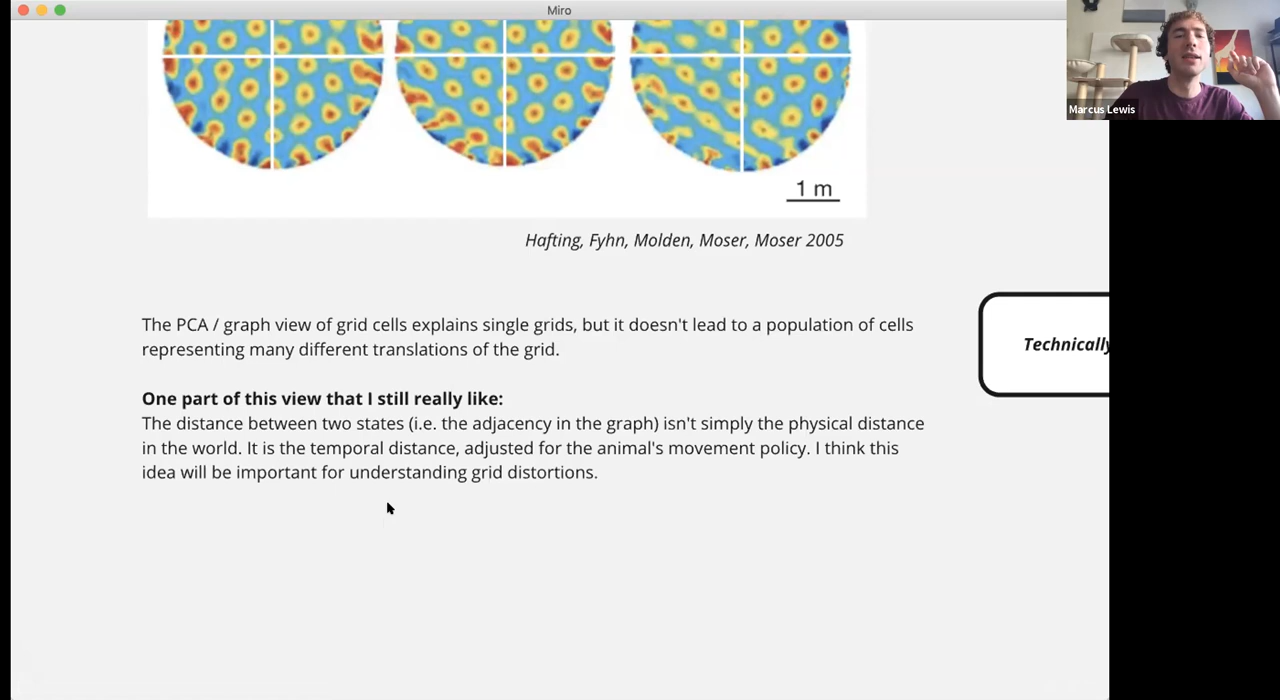 Miro
Marcus Lewis
1 m
Hafting, Fyhn, Molden, Moser, Moser 2005
The PCA / graph view of grid cells explains single grids, but it doesn't lead to a population of cells
representing many different translations of the grid.
Technically
One part of this view that I still really like:
The distance between two states (i.e. the adjacency in the graph) isn't simply the physical distance
in the world. It is the temporal distance, adjusted for the animal's movement policy. I think this
idea will be important for understanding grid distortions.